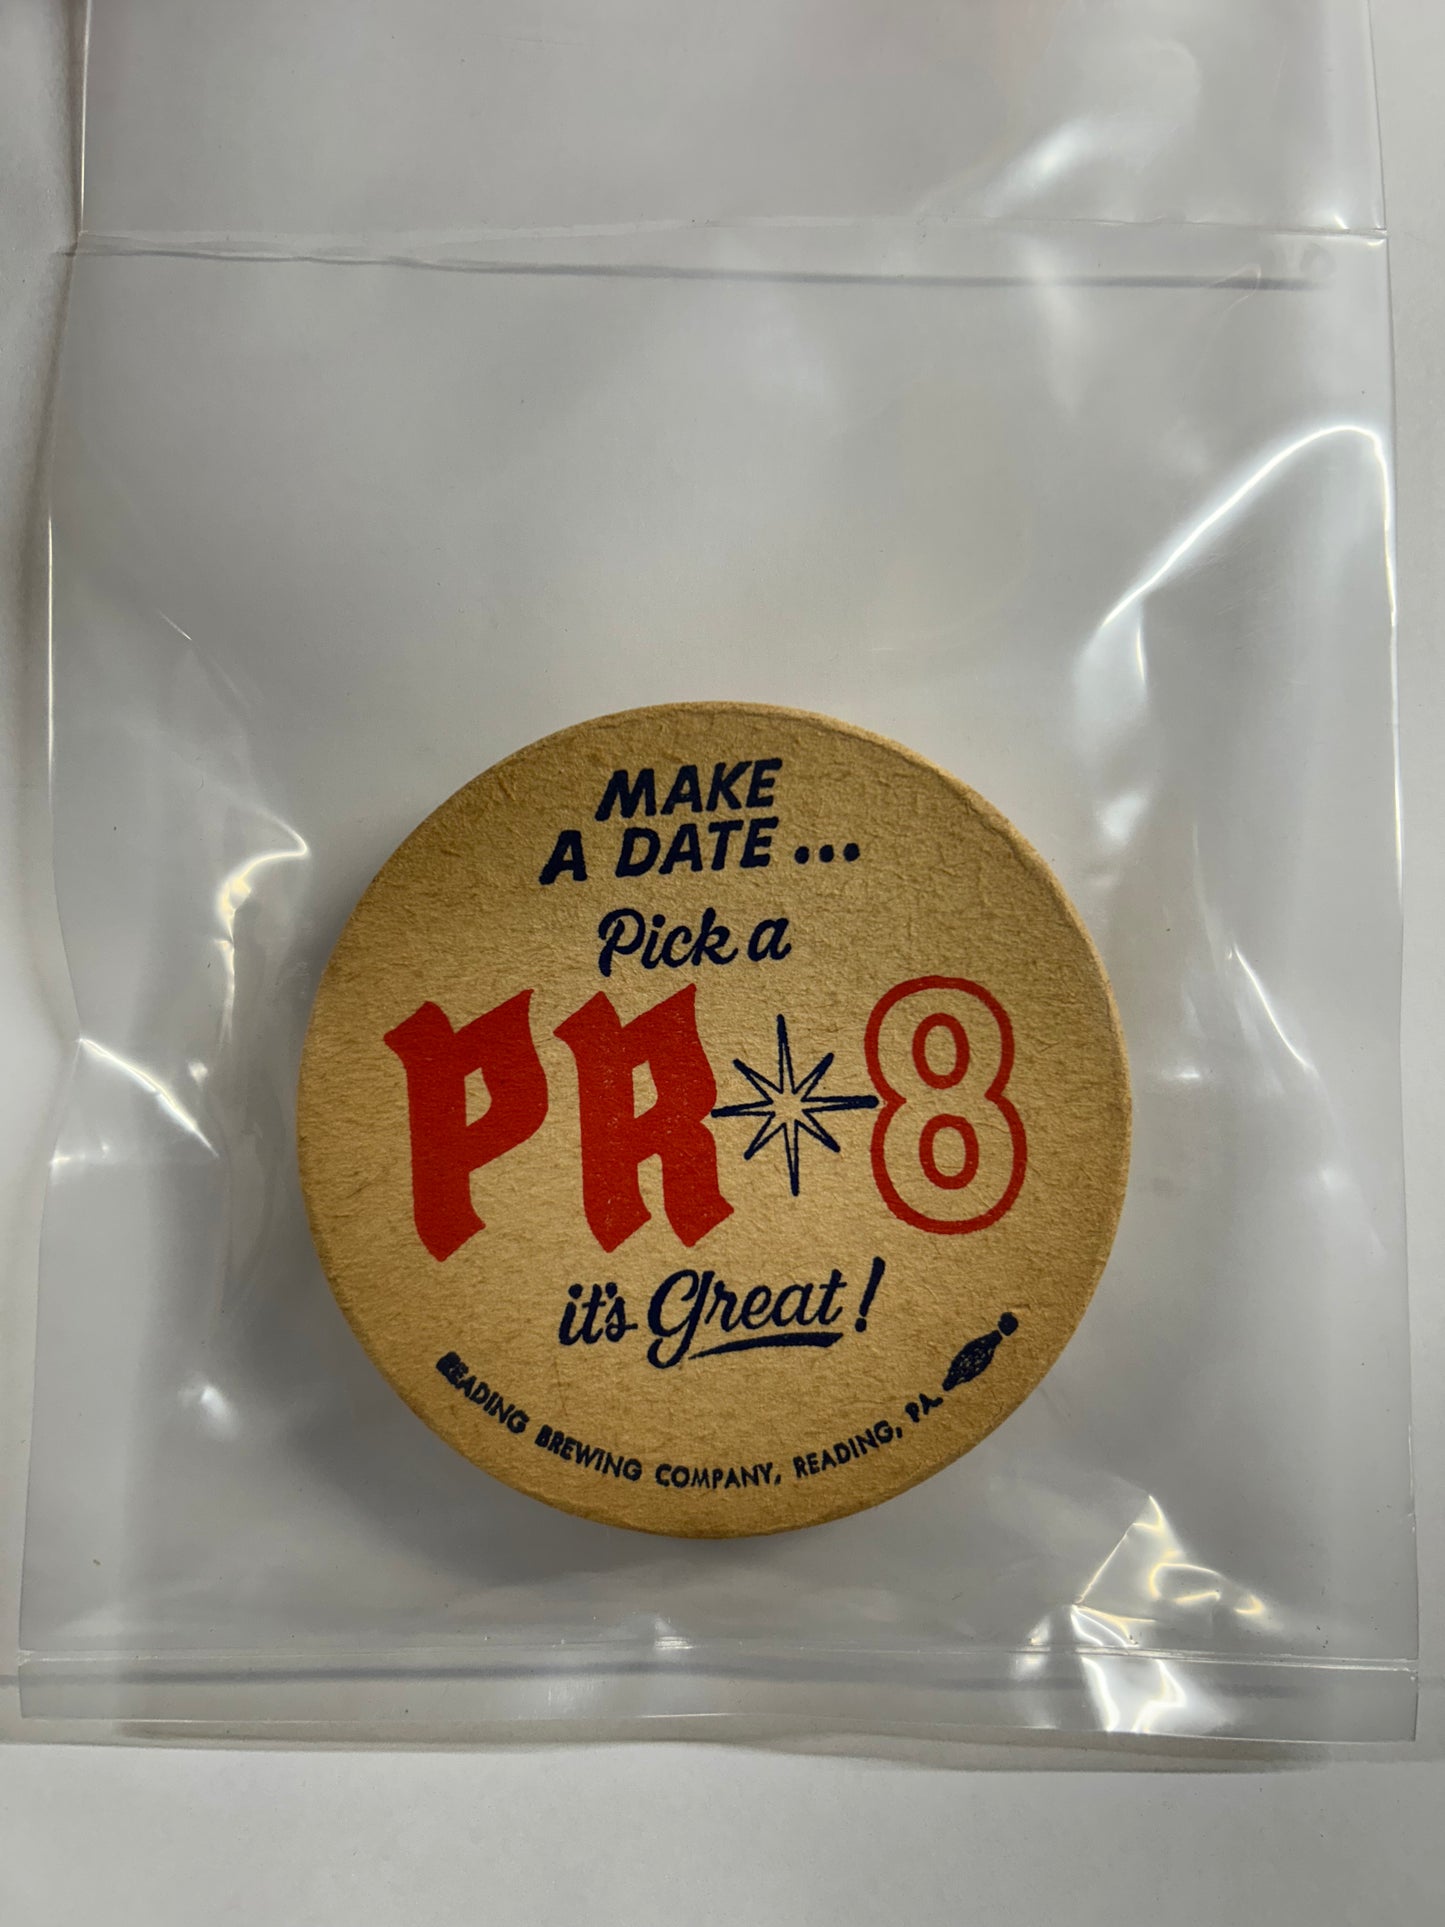 MAKE
A DATE ...
Pick a
PR 8
it's Great!
READING BREWING COMPANY, READING, PA.